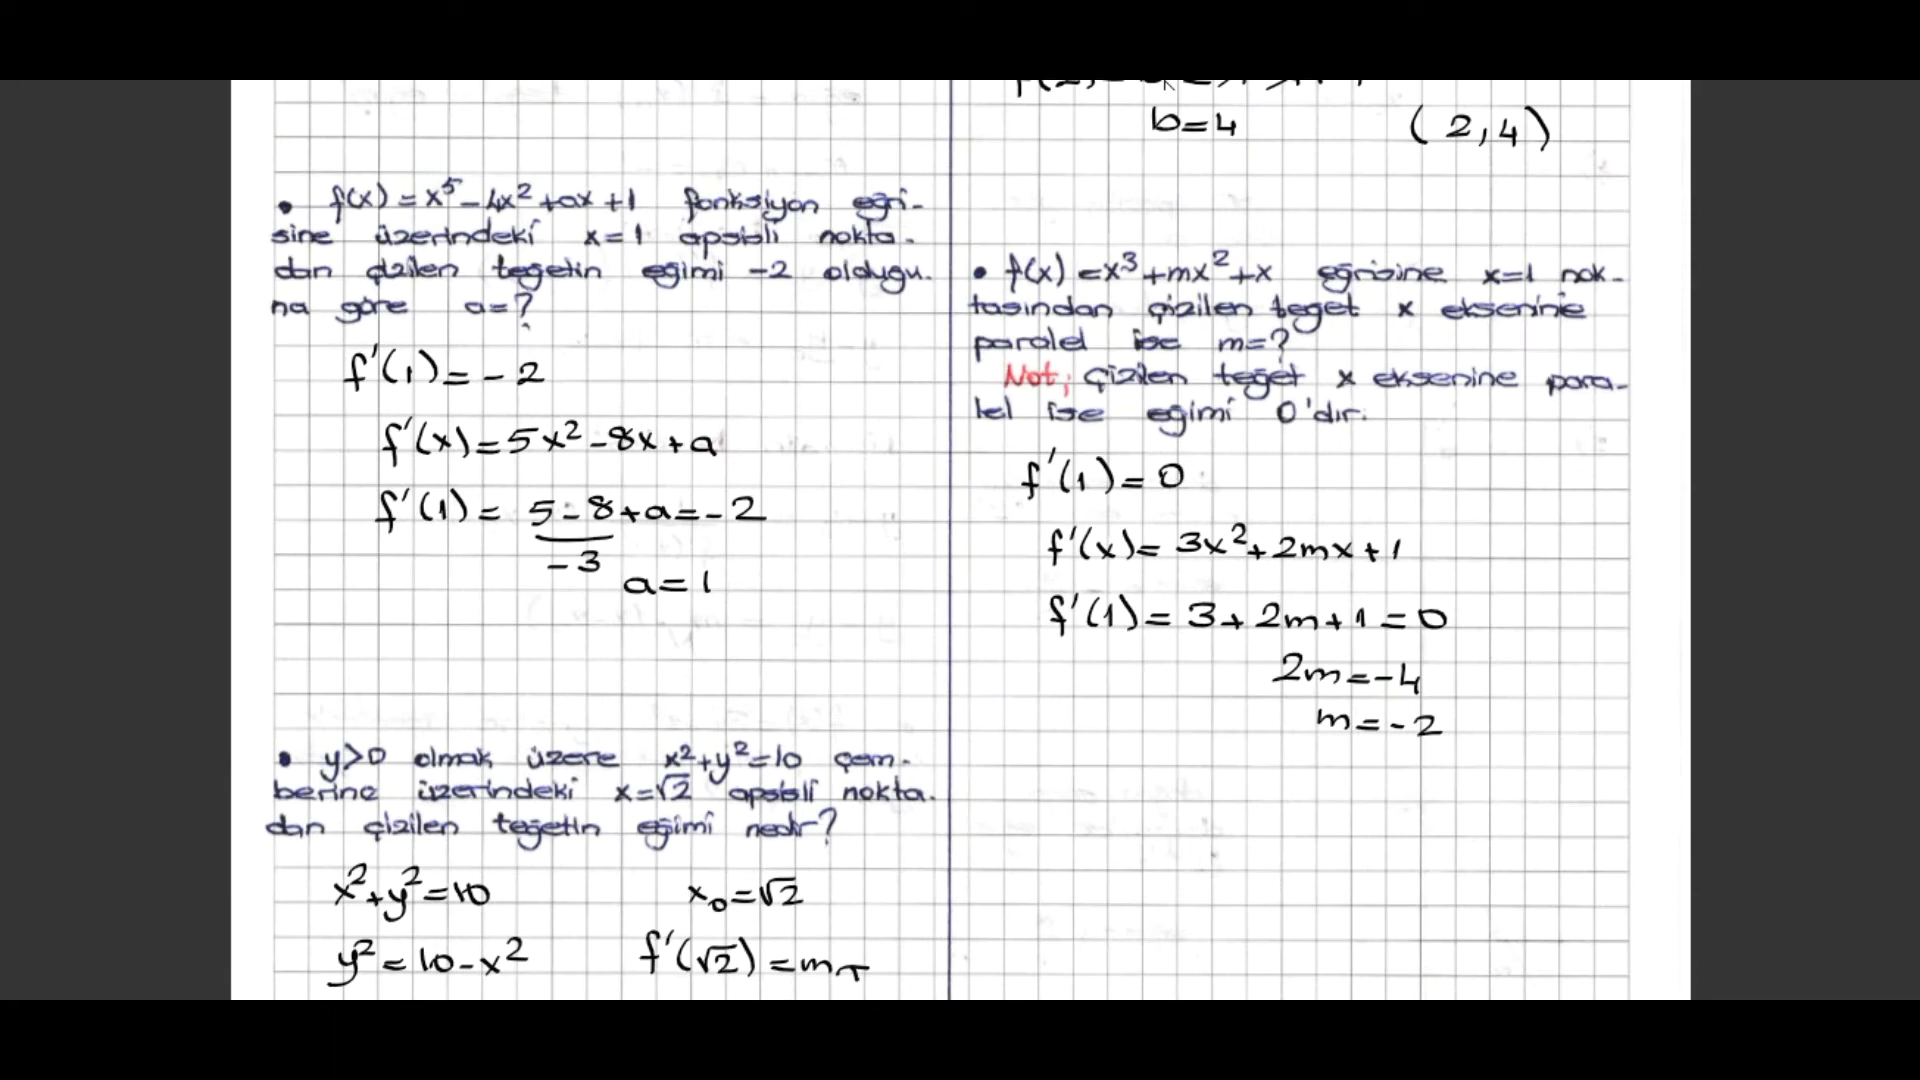 • f(x) = x⁵ - 4x² + ax + 1 fonksiyon eğri-
sine üzerindeki x=1 apsisli nokta-
dan çizilen teğetin eğimi -2 olduğu-
na göre a=?
f'(1) = -2
f'(x) = 5x² - 8x + a
f'(1) = 5 - 8 + a = -2
-3
a = 1
• y>0 olmak üzere x² + y² = 10 çem-
berine üzerindeki x=√2 apsisli nokta-
dan çizilen teğetin eğimi nedir?
x² + y² = 10 x₀ = √2
y² = 10 - x² f'(√2) = m_T
b = 4 (2,4)
• f(x) = x³ + mx² + x eğrisine x=1 nok-
tasından çizilen teğet x eksenine
paralel ise m=?
Not; Çizilen teğet x eksenine para-
lel ise eğimi 0'dır.
f'(1) = 0
f'(x) = 3x² + 2mx + 1
f'(1) = 3 + 2m + 1 = 0
2m = -4
m = -2